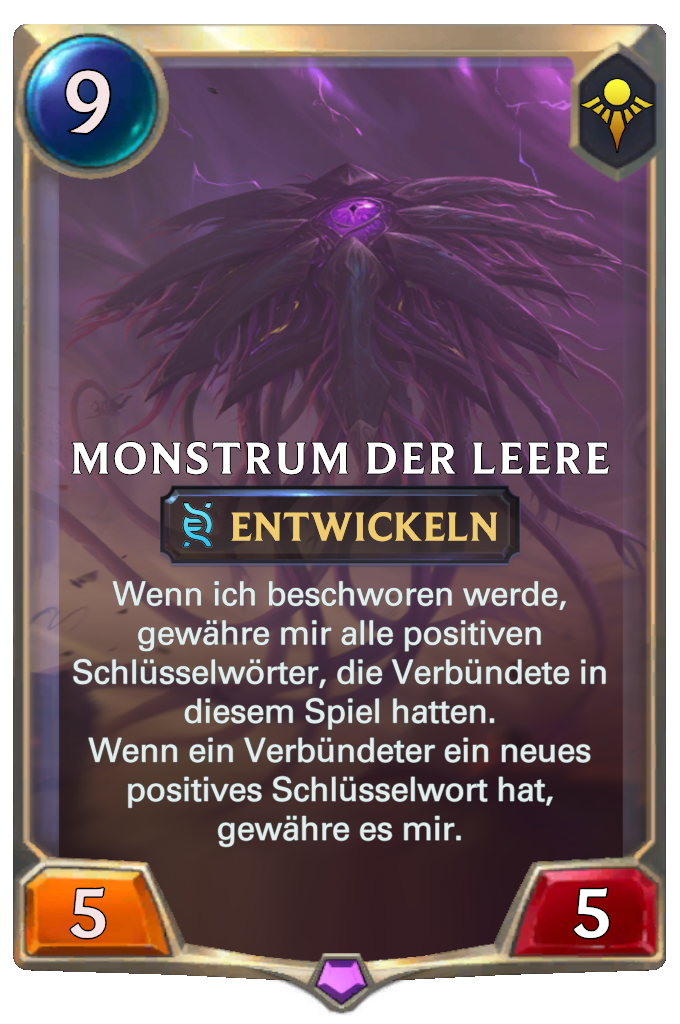 9
MONSTRUM DER LEERE
ENTWICKELN
Wenn ich beschworen werde,
gewähre mir alle positiven
Schlüsselwörter, die Verbündete in
diesem Spiel hatten.
Wenn ein Verbündeter ein neues
positives Schlüsselwort hat,
gewähre es mir.
5
5